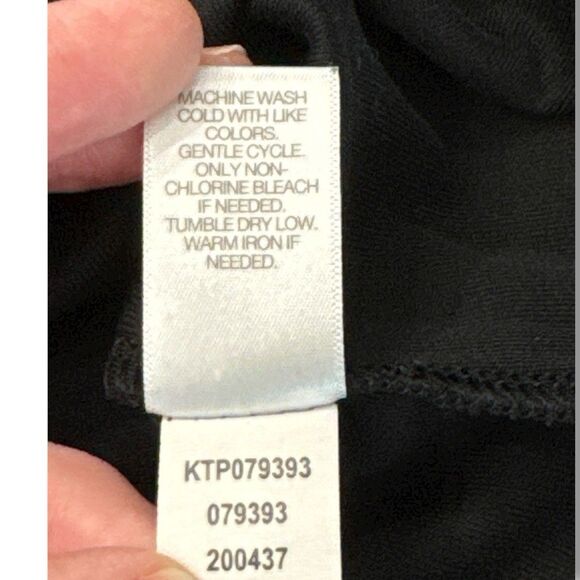 MACHINE WASH
COLD WITH LIKE
COLORS.
GENTLE CYCLE.
ONLY NON-
CHLORINE BLEACH
IF NEEDED.
TUMBLE DRY LOW.
WARM IRON IF
NEEDED.
KTP079393
079393
200437